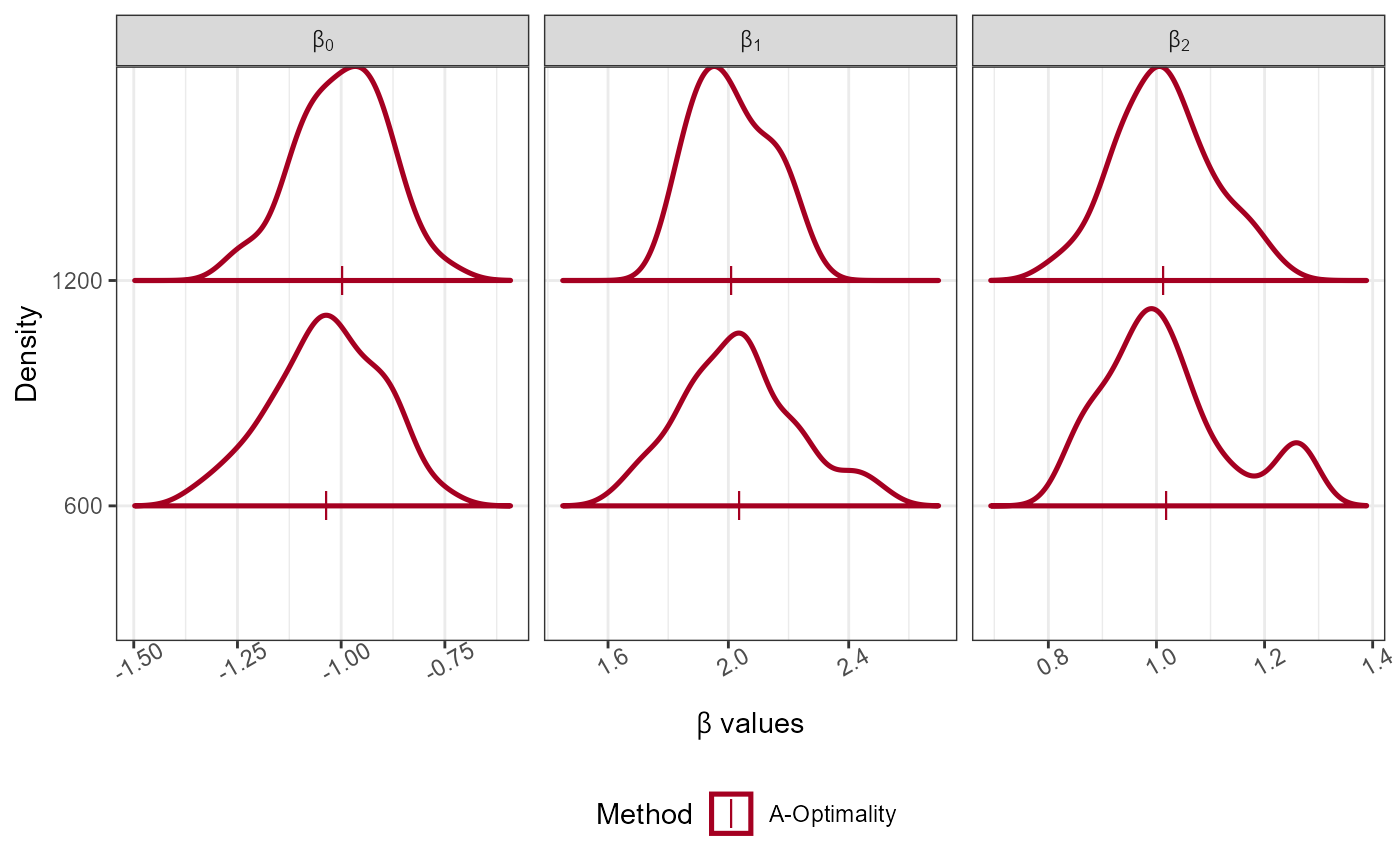 β₀ β₁ β₂
Density
1200
600
-1.50 -1.25 -1.00 -0.75 1.6 2.0 2.4 0.8 1.0 1.2 1.4
β values
Method A-Optimality